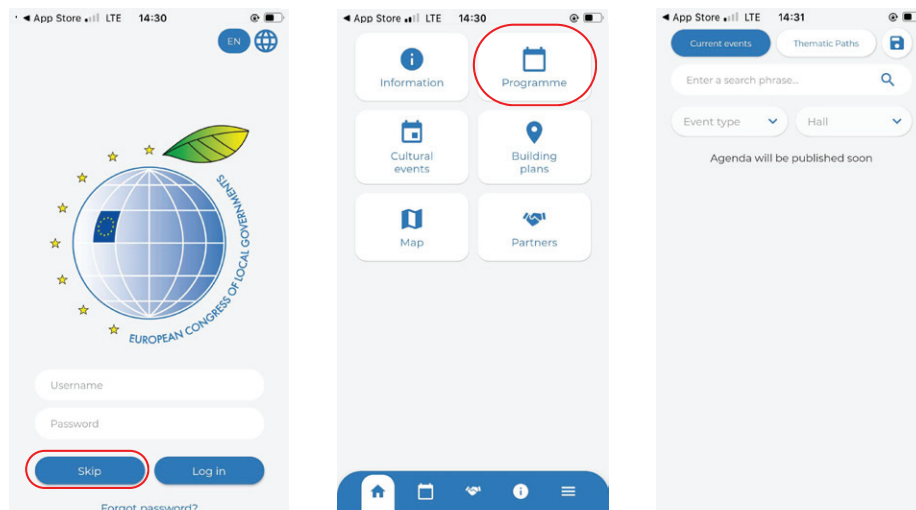 App Store LTE 14:30
EN
EUROPEAN CONGRESS OF LOCAL GOVERNMENTS
Username
Password
Skip Log in
Forgot password?
App Store LTE 14:30
Information Programme
Cultural events Building plans
Map Partners
App Store LTE 14:31
Current events Thematic Paths
Enter a search phrase...
Event type Hall
Agenda will be published soon